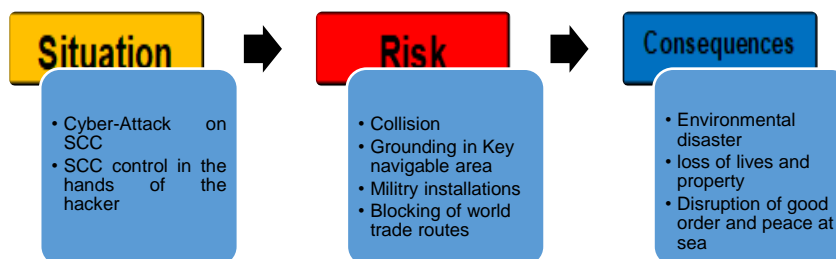 Situation
• Cyber-Attack on
SCC
• SCC control in the
hands of the
hacker
Risk
• Collision
• Grounding in Key
navigable area
• Militry installations
• Blocking of world
trade routes
Consequences
• Environmental
disaster
• loss of lives and
property
• Disruption of good
order and peace at
sea